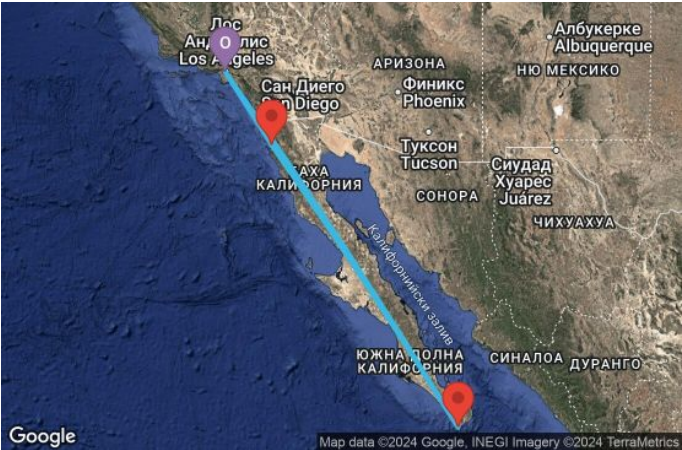 Лос
Анджелис
Los Angeles
O
Сан Диего
San Diego
АРИЗОНА
Финикс
Phoenix
Албукерке
Albuquerque
НЮ МЕКСИКО
Туксон
Tucson
Сиудад
Хуарес
Juárez
БАХА
КАЛИФОРНИЯ
СОНОРА
ЧИХУАХУА
Калифорнийски залив
ЮЖНА ДОЛНА
КАЛИФОРНИЯ
СИНАЛОА
ДУРАНГО
Google
Map data ©2024 Google, INEGI Imagery ©2024 TerraMetrics